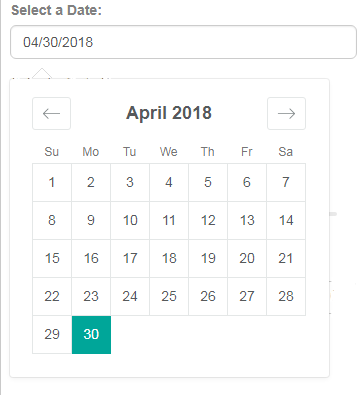 Select a Date:
04/30/2018
April 2018
Su Mo Tu We Th Fr Sa
1 2 3 4 5 6 7
8 9 10 11 12 13 14
15 16 17 18 19 20 21
22 23 24 25 26 27 28
29 30